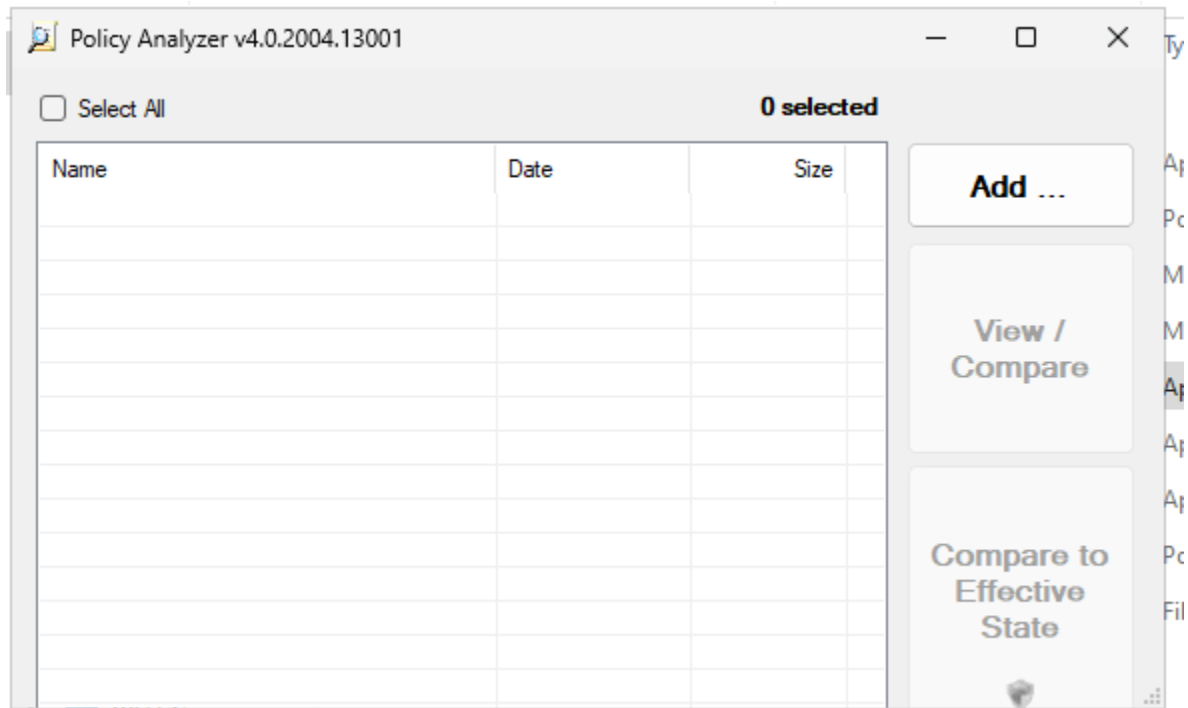 Policy Analyzer v4.0.2004.13001
Select All
0 selected
Name Date Size
Add ...
View /
Compare
Compare to
Effective
State